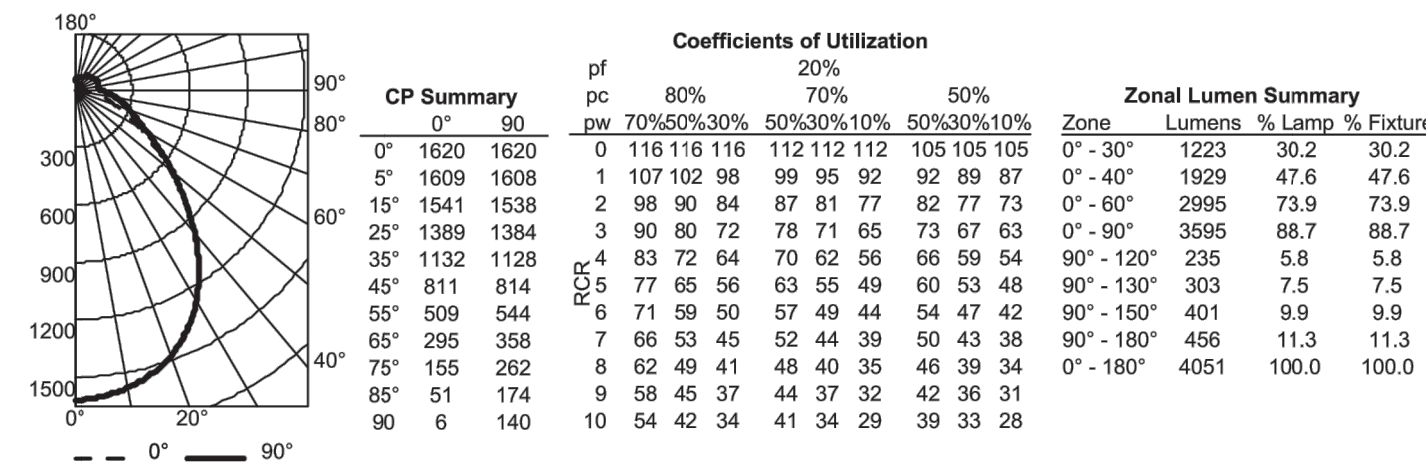 180°
90°
80°
60°
40°
300
600
900
1200
1500
0° 20°
0° 90°
CP Summary
0° 90
0° 1620 1620
5° 1609 1608
15° 1541 1538
25° 1389 1384
35° 1132 1128
45° 811 814
55° 509 544
65° 295 358
75° 155 262
85° 51 174
90 6 140
Coefficients of Utilization
pf 20%
pc 80% 70% 50%
pw 70%50%30% 50%30%10% 50%30%10%
RCR
0 116 116 116 112 112 112 105 105 105
1 107 102 98 99 95 92 92 89 87
2 98 90 84 87 81 77 82 77 73
3 90 80 72 78 71 65 73 67 63
4 83 72 64 70 62 56 66 59 54
5 77 65 56 63 55 49 60 53 48
6 71 59 50 57 49 44 54 47 42
7 66 53 45 52 44 39 50 43 38
8 62 49 41 48 40 35 46 39 34
9 58 45 37 44 37 32 42 36 31
10 54 42 34 41 34 29 39 33 28
Zonal Lumen Summary
Zone Lumens % Lamp % Fixture
0° - 30° 1223 30.2 30.2
0° - 40° 1929 47.6 47.6
0° - 60° 2995 73.9 73.9
0° - 90° 3595 88.7 88.7
90° - 120° 235 5.8 5.8
90° - 130° 303 7.5 7.5
90° - 150° 401 9.9 9.9
90° - 180° 456 11.3 11.3
0° - 180° 4051 100.0 100.0